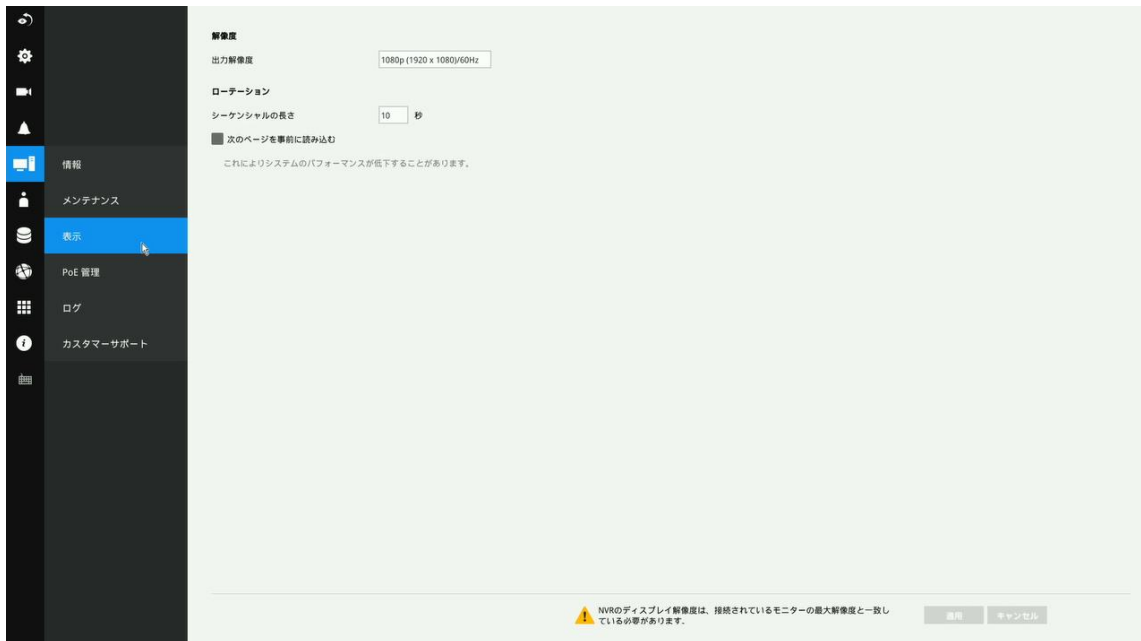 解像度
出力解像度
1080p (1920 x 1080)/60Hz
ローテーション
シーケンシャルの長さ
10 秒
次のページを事前に読み込む
これによりシステムのパフォーマンスが低下することがあります。
情報
メンテナンス
表示
PoE 管理
ログ
カスタマーサポート
NVRのディスプレイ解像度は、接続されているモニターの最大解像度と一致し
ている必要があります。
適用
キャンセル